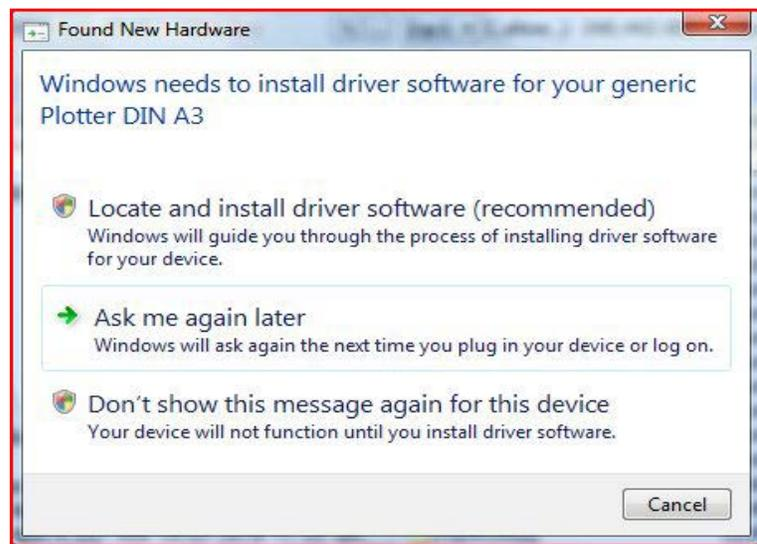 Found New Hardware
Windows needs to install driver software for your generic
Plotter DIN A3
Locate and install driver software (recommended)
Windows will guide you through the process of installing driver software
for your device.
Ask me again later
Windows will ask again the next time you plug in your device or log on.
Don't show this message again for this device
Your device will not function until you install driver software.
Cancel